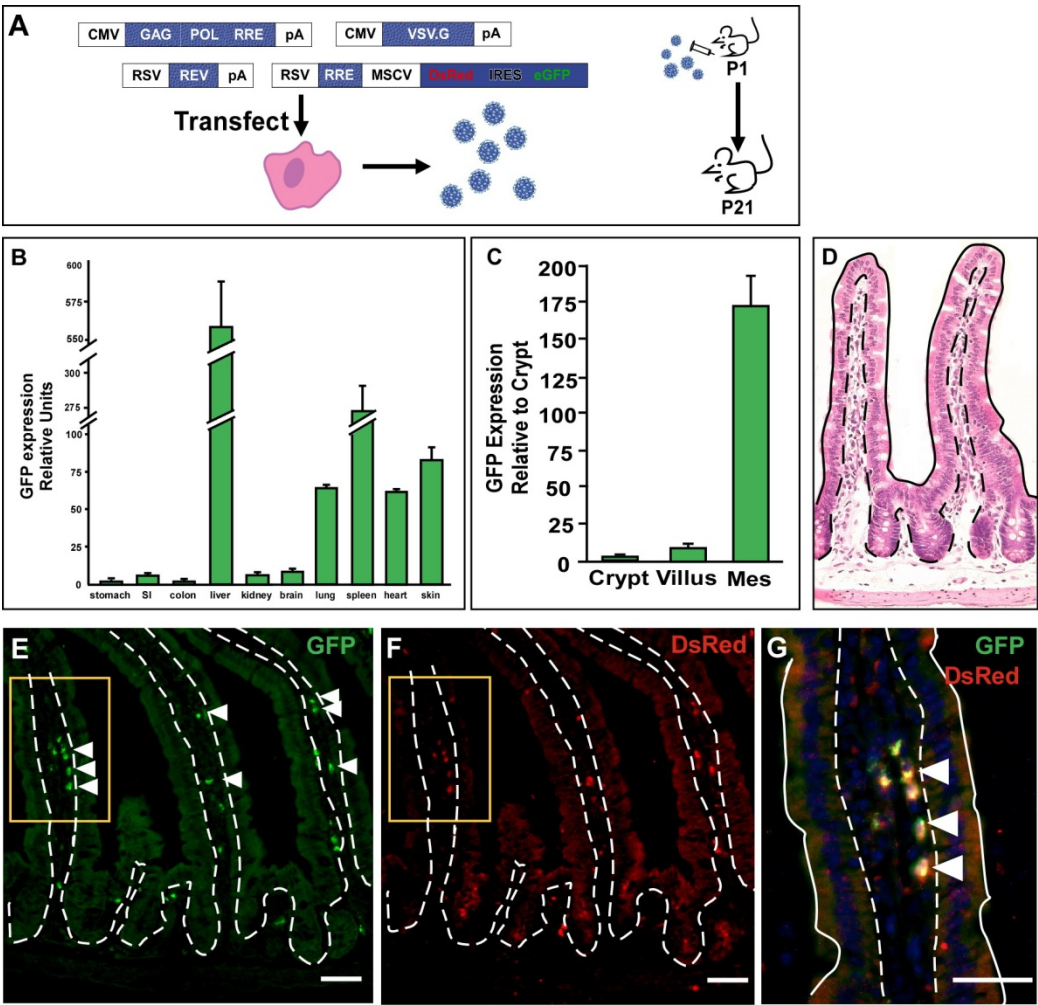 A
CMV GAG POL RRE pA
CMV VSV.G pA
RSV REV pA
RSV RRE MSCV DsRed IRES eGFP
Transfect
P1
P21
B
GFP expression
Relative Units
600
575
550
300
275
100
75
50
25
0
stomach SI colon liver kidney brain lung spleen heart skin
C
GFP Expression
Relative to Crypt
200
175
150
125
100
75
50
25
0
Crypt Villus Mes
D
E
GFP
F
DsRed
G
GFP
DsRed